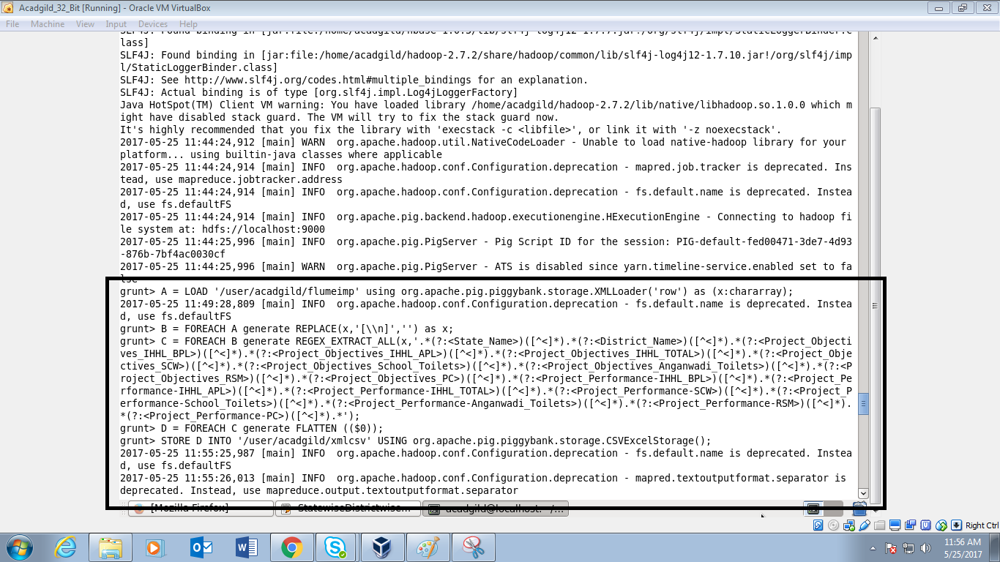 Acadgild_32_Bit [Running] - Oracle VM VirtualBox
File Machine View Input Devices Help
SLF4J: Found binding in [jar:file:/home/acadgild/hbase-1.0.3/lib/slf4j-log4j12-1.7.7.jar!/org/slf4j/impl/StaticLoggerBinder.c
lass]
SLF4J: Found binding in [jar:file:/home/acadgild/hadoop-2.7.2/share/hadoop/common/lib/slf4j-log4j12-1.7.10.jar!/org/slf4j/imp
l/StaticLoggerBinder.class]
SLF4J: See http://www.slf4j.org/codes.html#multiple_bindings for an explanation.
SLF4J: Actual binding is of type [org.slf4j.impl.Log4jLoggerFactory]
Java HotSpot(TM) Client VM warning: You have loaded library /home/acadgild/hadoop-2.7.2/lib/native/libhadoop.so.1.0.0 which m
ight have disabled stack guard. The VM will try to fix the stack guard now.
It's highly recommended that you fix the library with 'execstack -c <libfile>', or link it with '-z noexecstack'.
2017-05-25 11:44:24,912 [main] WARN  org.apache.hadoop.util.NativeCodeLoader - Unable to load native-hadoop library for your
platform... using builtin-java classes where applicable
2017-05-25 11:44:24,914 [main] INFO  org.apache.hadoop.conf.Configuration.deprecation - mapred.job.tracker is deprecated. Ins
tead, use mapreduce.jobtracker.address
2017-05-25 11:44:24,914 [main] INFO  org.apache.hadoop.conf.Configuration.deprecation - fs.default.name is deprecated. Instea
d, use fs.defaultFS
2017-05-25 11:44:24,914 [main] INFO  org.apache.pig.backend.hadoop.executionengine.HExecutionEngine - Connecting to hadoop fi
le system at: hdfs://localhost:9000
2017-05-25 11:44:25,996 [main] INFO  org.apache.pig.PigServer - Pig Script ID for the session: PIG-default-fed00471-3de7-4d93
-876b-7bf4ac0030cf
2017-05-25 11:44:25,996 [main] WARN  org.apache.pig.PigServer - ATS is disabled since yarn.timeline-service.enabled set to fa
lse
grunt> A = LOAD '/user/acadgild/flumeimp' using org.apache.pig.piggybank.storage.XMLLoader('row') as (x:chararray);
2017-05-25 11:49:28,809 [main] INFO  org.apache.hadoop.conf.Configuration.deprecation - fs.default.name is deprecated. Instea
d, use fs.defaultFS
grunt> B = FOREACH A generate REPLACE(x,'[\\n]','') as x;
grunt> C = FOREACH B generate REGEX_EXTRACT_ALL(x,'.*(?:<State_Name>)([^<]*).*(?:<District_Name>)([^<]*).*(?:<Project_Objecti
ves_IHHL_BPL>)([^<]*).*(?:<Project_Objectives_IHHL_APL>)([^<]*).*(?:<Project_Objectives_IHHL_TOTAL>)([^<]*).*(?:<Project_Obje
ctives_SCW>)([^<]*).*(?:<Project_Objectives_School_Toilets>)([^<]*).*(?:<Project_Objectives_Anganwadi_Toilets>)([^<]*).*(?:<P
roject_Objectives_RSM>)([^<]*).*(?:<Project_Objectives_PC>)([^<]*).*(?:<Project_Performance-IHHL_BPL>)([^<]*).*(?:<Project_Pe
rformance-IHHL_APL>)([^<]*).*(?:<Project_Performance-IHHL_TOTAL>)([^<]*).*(?:<Project_Performance-SCW>)([^<]*).*(?:<Project_P
erformance-School_Toilets>)([^<]*).*(?:<Project_Performance-Anganwadi_Toilets>)([^<]*).*(?:<Project_Performance-RSM>)([^<]*).
*(?:<Project_Performance-PC>)([^<]*).*');
grunt> D = FOREACH C generate FLATTEN (($0));
grunt> STORE D INTO '/user/acadgild/xmlcsv' USING org.apache.pig.piggybank.storage.CSVExcelStorage();
2017-05-25 11:55:25,987 [main] INFO  org.apache.hadoop.conf.Configuration.deprecation - fs.default.name is deprecated. Instea
d, use fs.defaultFS
2017-05-25 11:55:26,013 [main] INFO  org.apache.hadoop.conf.Configuration.deprecation - mapred.textoutputformat.separator is
deprecated. Instead, use mapreduce.output.textoutputformat.separator
[Mozilla Firefox] StatewiseDistrictwise... acadgild@localhost:~/...
Right Ctrl
11:56 AM
5/25/2017